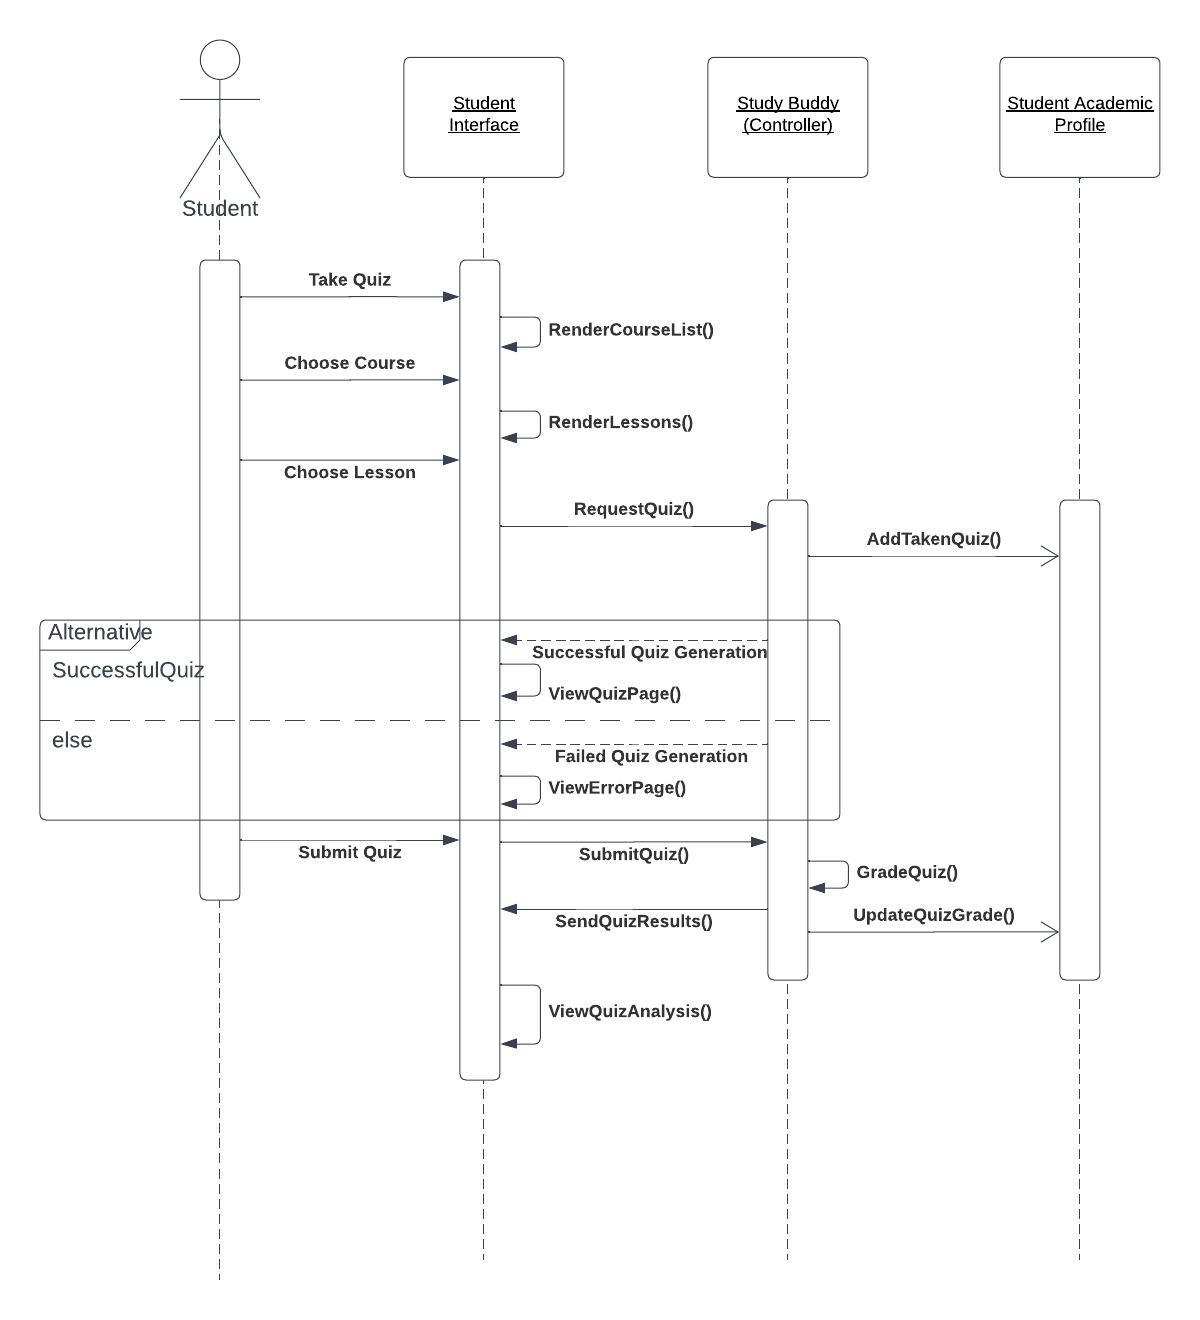 Student
Interface
Study Buddy
(Controller)
Student Academic
Profile
Student
Take Quiz
RenderCourseList()
Choose Course
RenderLessons()
Choose Lesson
RequestQuiz()
AddTakenQuiz()
Alternative
Successful Quiz Generation
SuccessfulQuiz
ViewQuizPage()
else
Failed Quiz Generation
ViewErrorPage()
Submit Quiz
SubmitQuiz()
GradeQuiz()
SendQuizResults()
UpdateQuizGrade()
ViewQuizAnalysis()